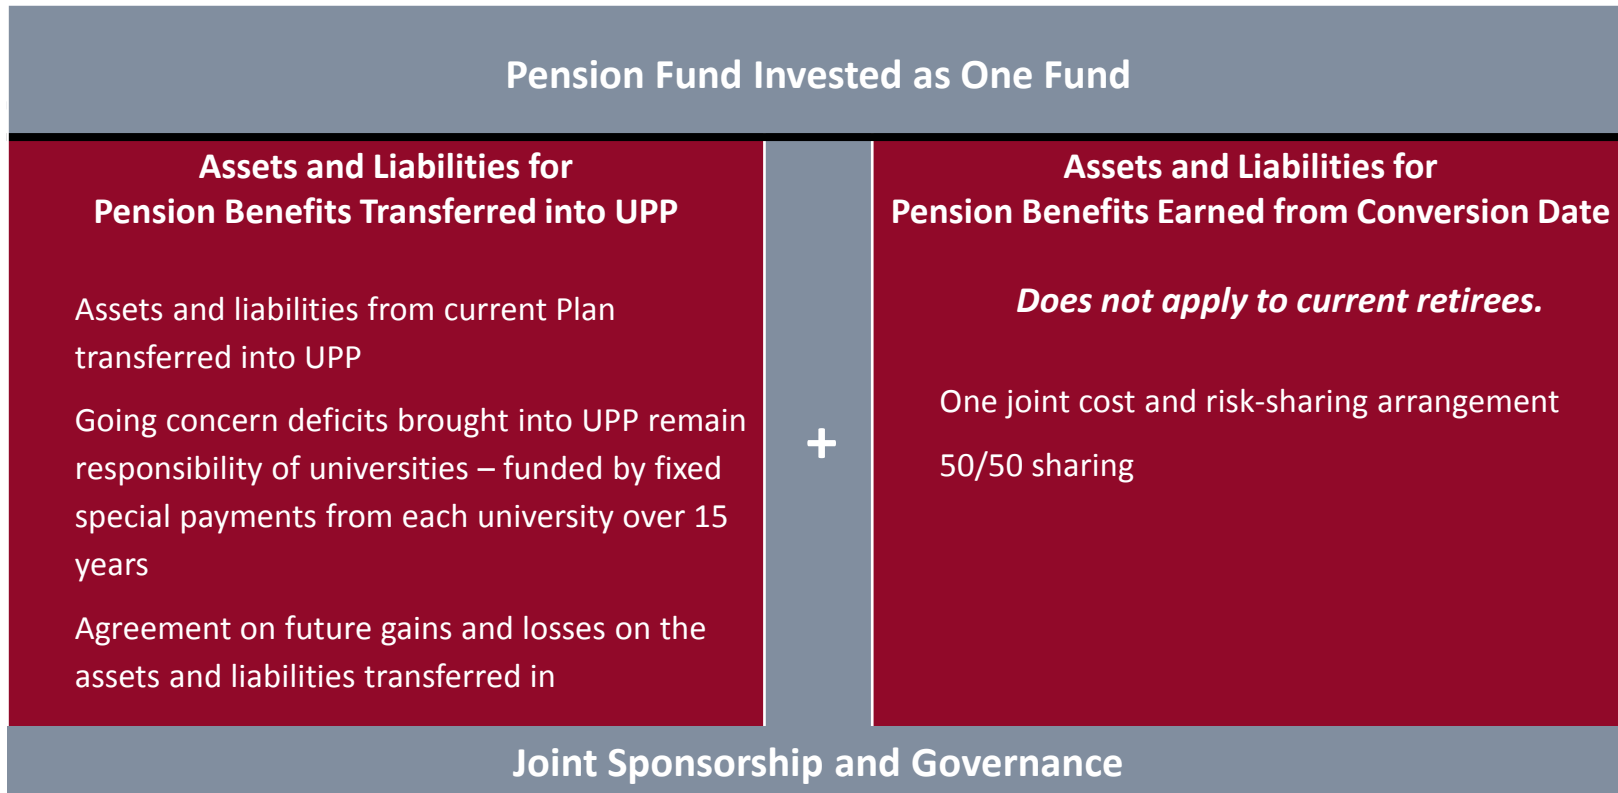 Pension Fund Invested as One Fund
Assets and Liabilities for
Pension Benefits Transferred into UPP
Assets and liabilities from current Plan
transferred into UPP
Going concern deficits brought into UPP remain
responsibility of universities – funded by fixed
special payments from each university over 15
years
Agreement on future gains and losses on the
assets and liabilities transferred in
+
Assets and Liabilities for
Pension Benefits Earned from Conversion Date
Does not apply to current retirees.
One joint cost and risk-sharing arrangement
50/50 sharing
Joint Sponsorship and Governance